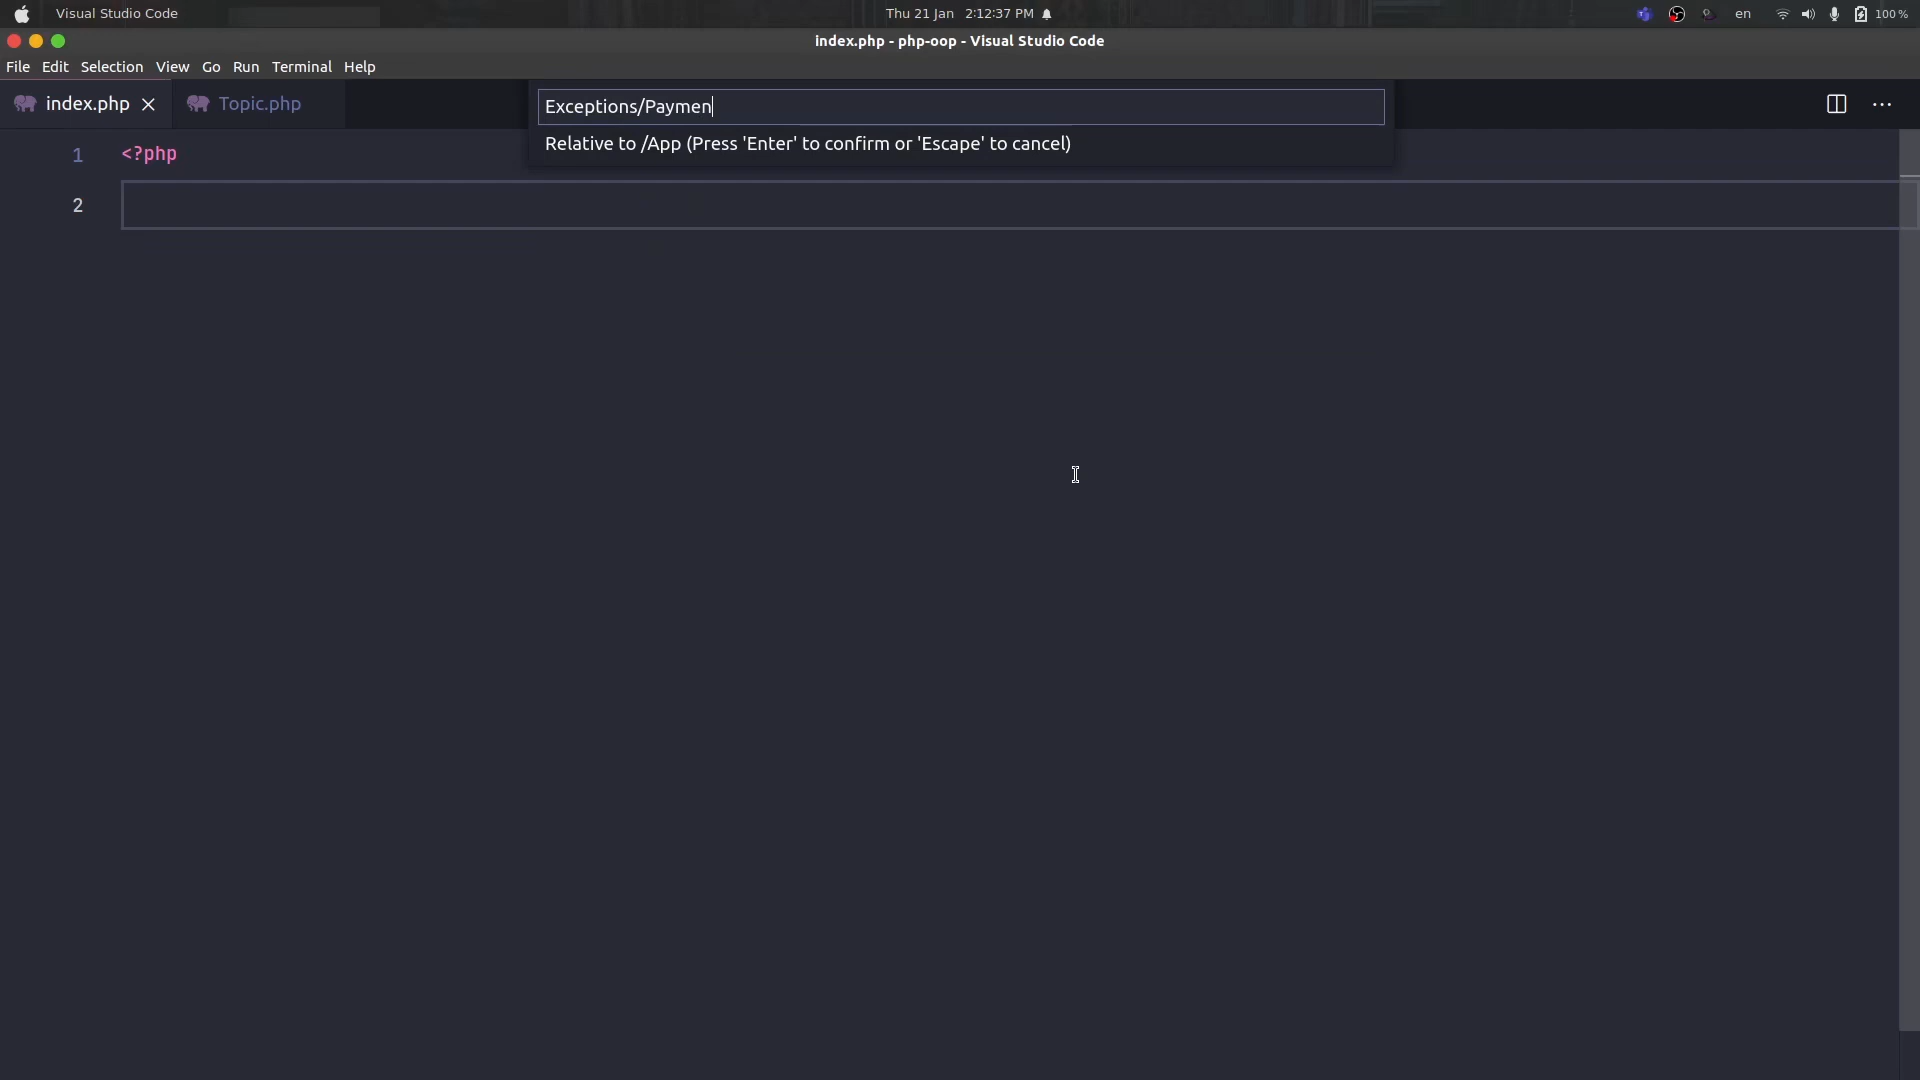 Visual Studio Code
Thu 21 Jan 2:12:37 PM
en
100 %
index.php - php-oop - Visual Studio Code
File Edit Selection View Go Run Terminal Help
index.php
Topic.php
Exceptions/Paymen
Relative to /App (Press 'Enter' to confirm or 'Escape' to cancel)
1 <?php
2